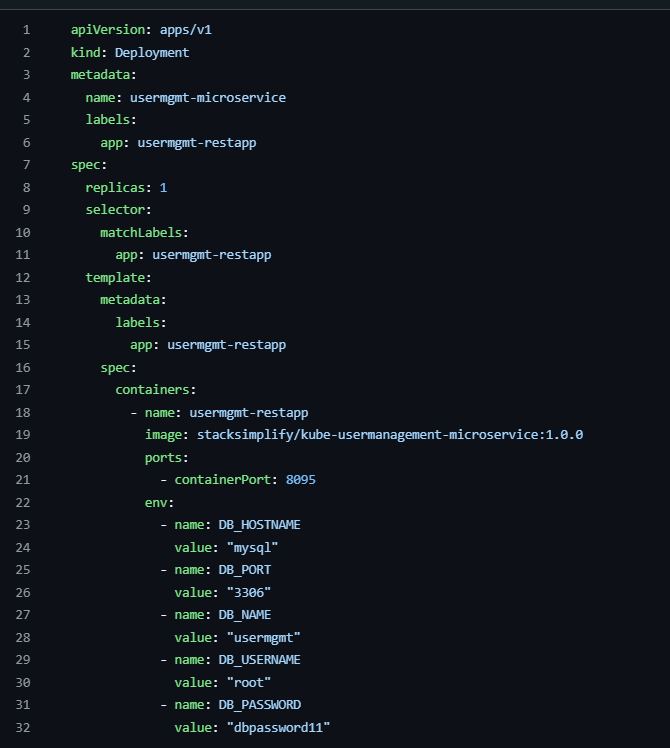 1 apiVersion: apps/v1
2 kind: Deployment
3 metadata:
4   name: usermgmt-microservice
5   labels:
6     app: usermgmt-restapp
7 spec:
8   replicas: 1
9   selector:
10     matchLabels:
11       app: usermgmt-restapp
12   template:
13     metadata:
14       labels:
15         app: usermgmt-restapp
16     spec:
17       containers:
18         - name: usermgmt-restapp
19           image: stacksimplify/kube-usermanagement-microservice:1.0.0
20           ports:
21             - containerPort: 8095
22           env:
23             - name: DB_HOSTNAME
24               value: "mysql"
25             - name: DB_PORT
26               value: "3306"
27             - name: DB_NAME
28               value: "usermgmt"
29             - name: DB_USERNAME
30               value: "root"
31             - name: DB_PASSWORD
32               value: "dbpassword11"